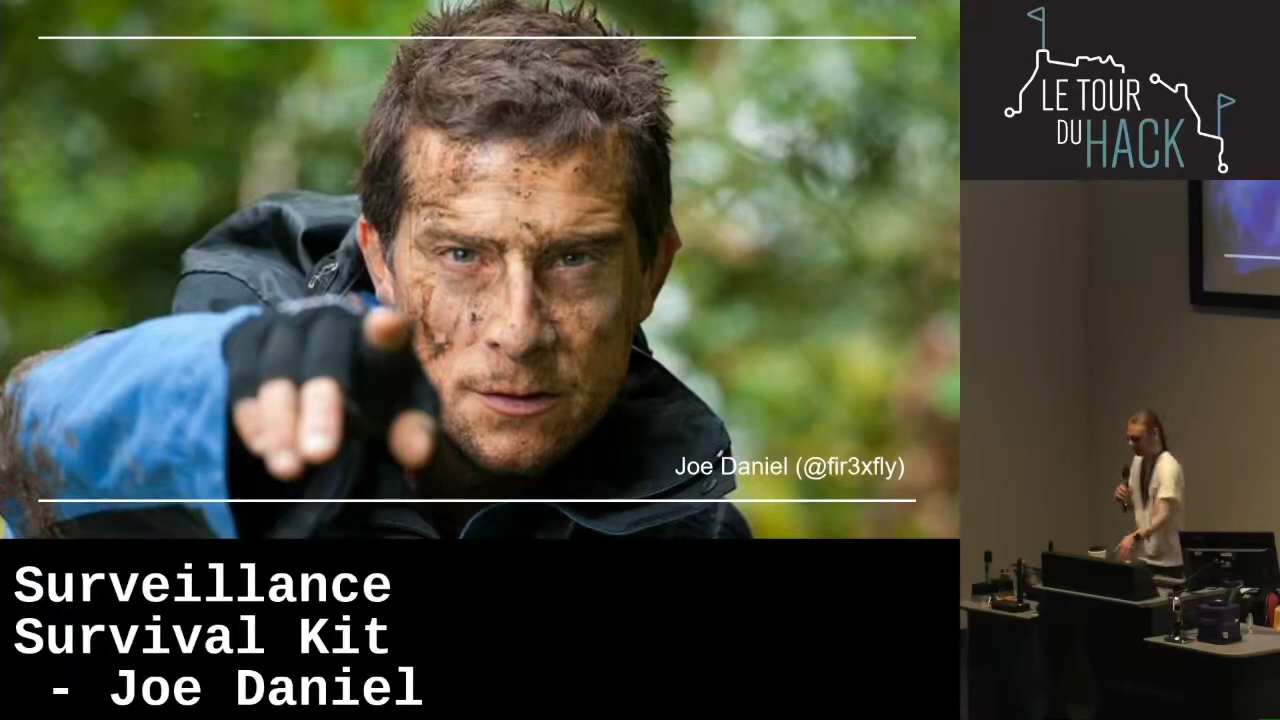 Joe Daniel (@fir3xfly)
Surveillance
Survival Kit
- Joe Daniel
LE TOUR
DU HACK